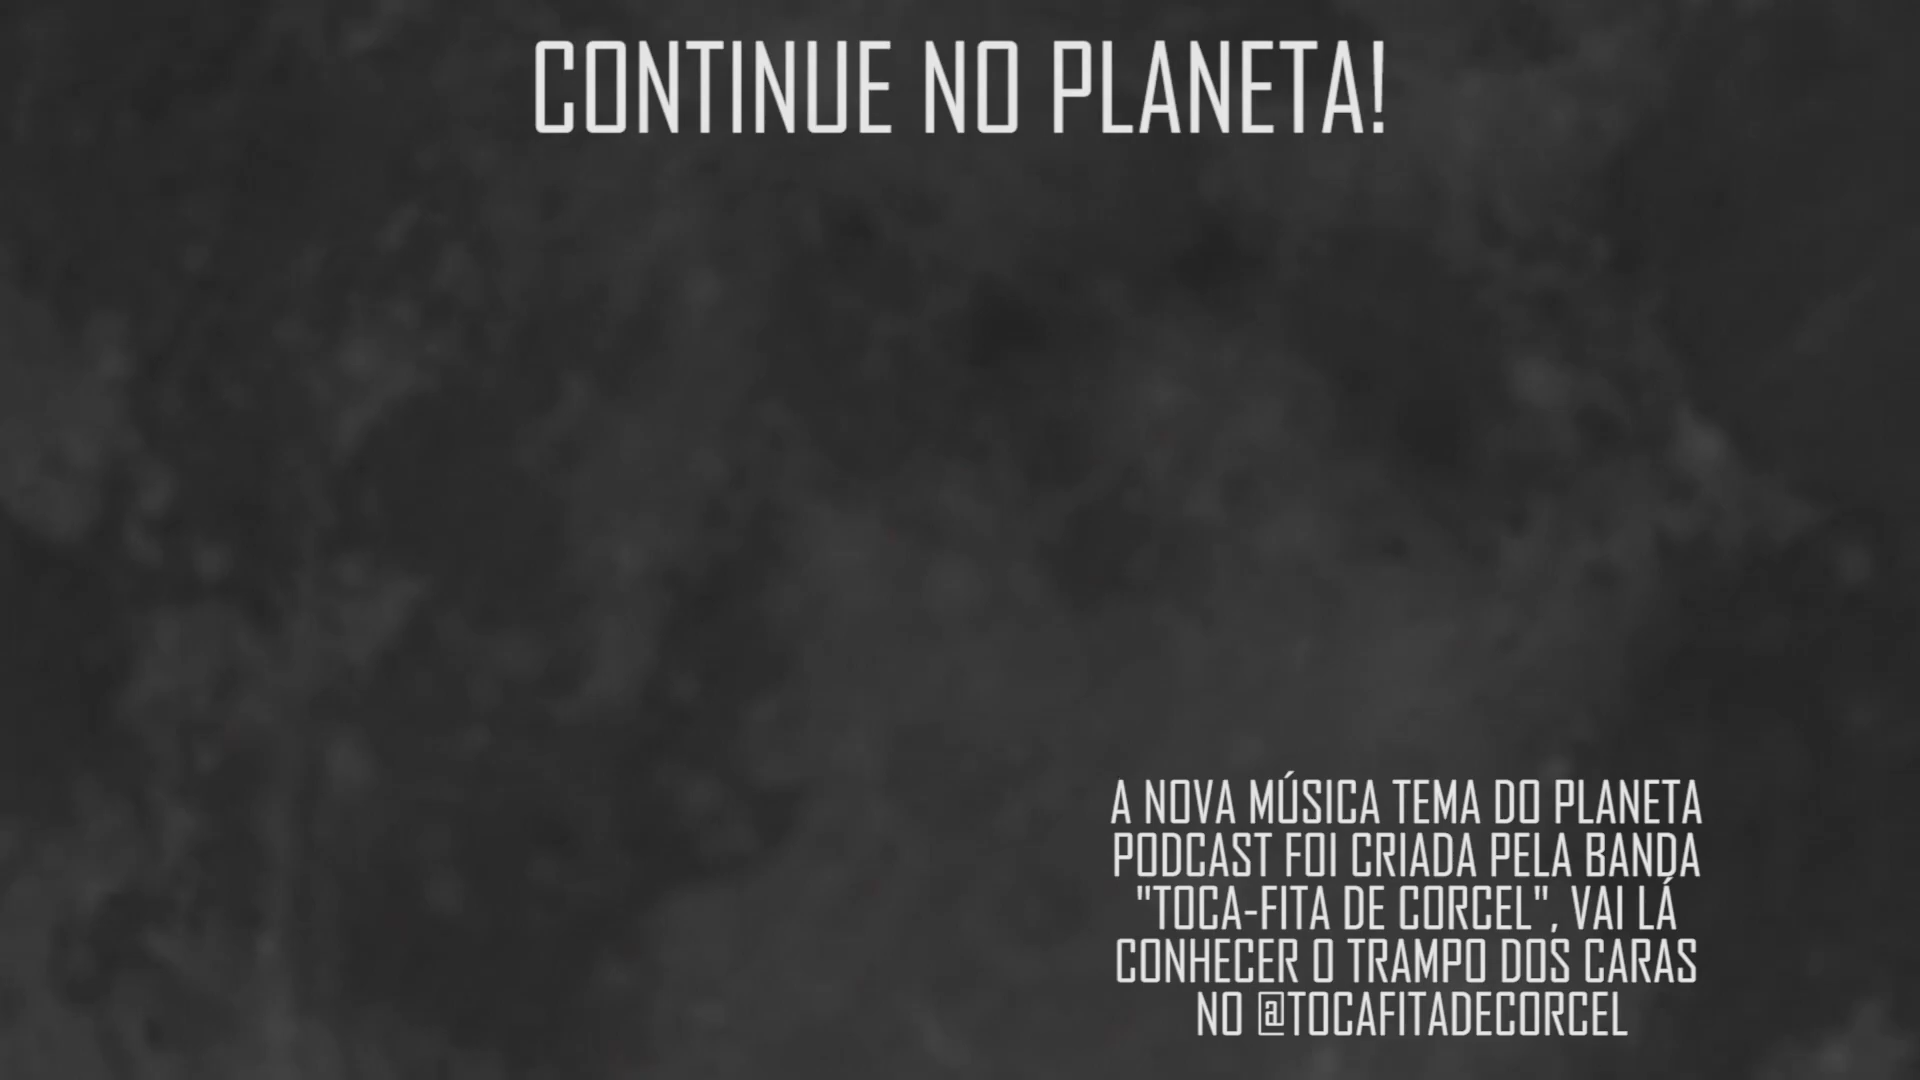 CONTINUE NO PLANETA!
A NOVA MÚSICA TEMA DO PLANETA
PODCAST FOI CRIADA PELA BANDA
"TOCA-FITA DE CORCEL", VAI LÁ
CONHECER O TRAMPO DOS CARAS
NO @TOCAFITADECORCEL